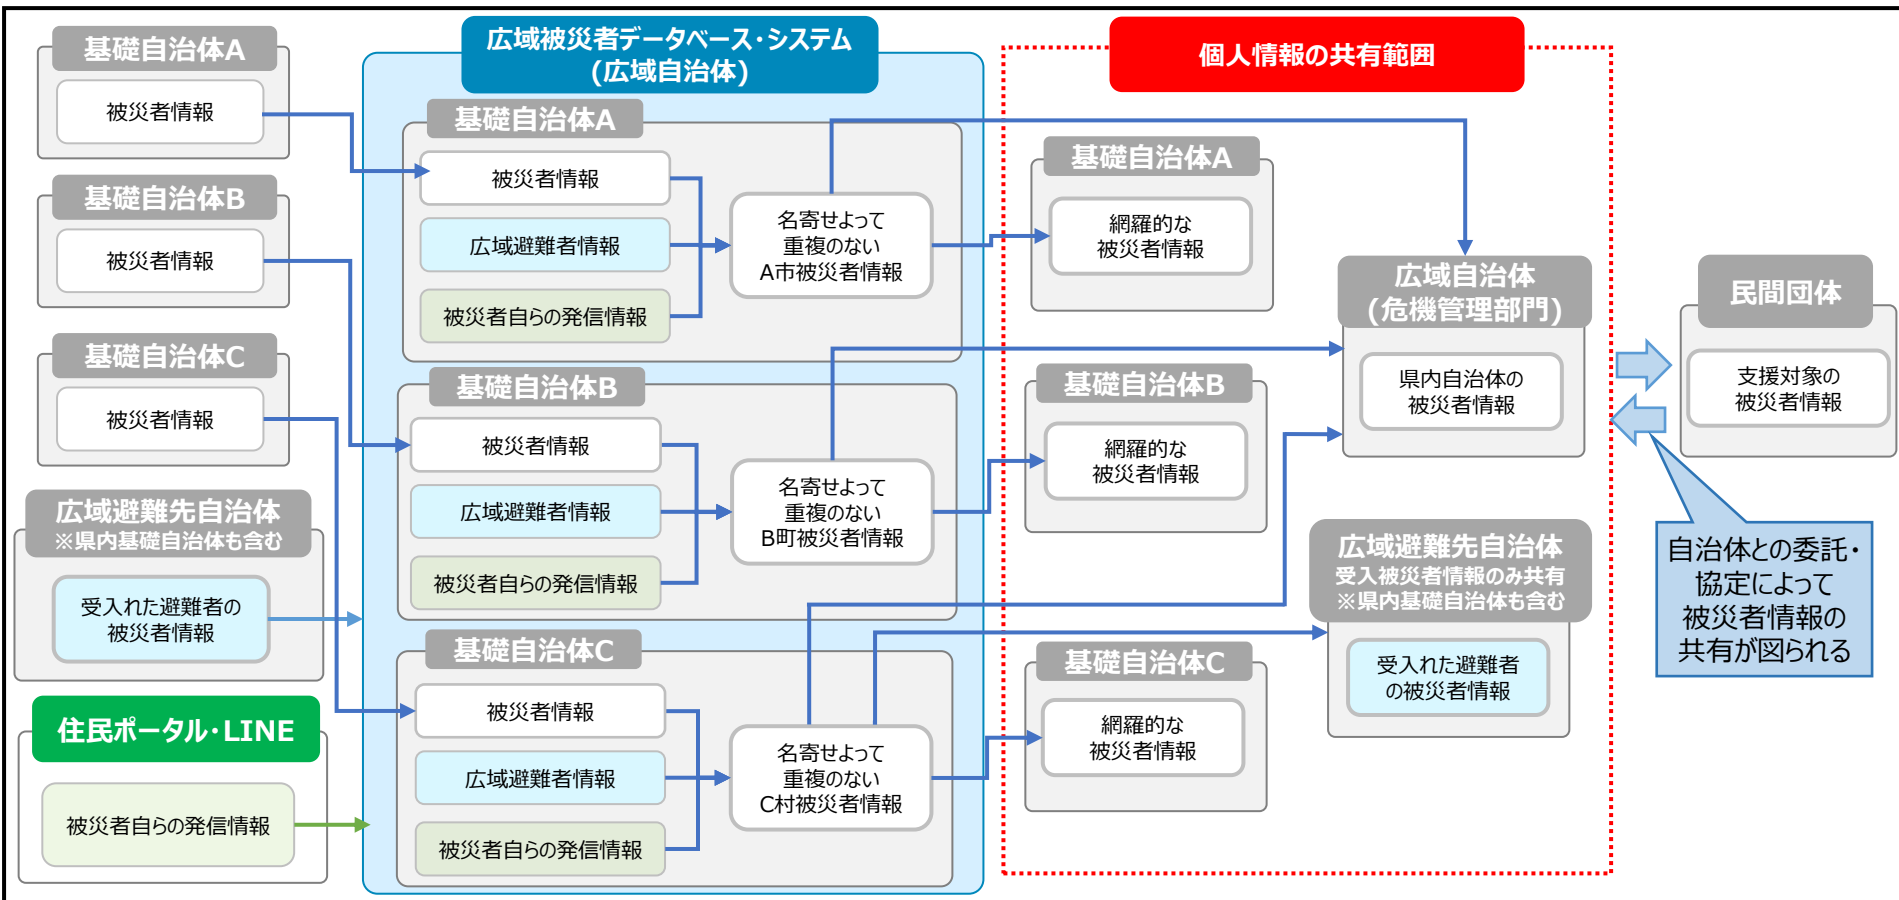 基礎自治体A
被災者情報
基礎自治体B
被災者情報
基礎自治体C
被災者情報
広域避難先自治体
※県内基礎自治体も含む
受入れた避難者の
被災者情報
住民ポータル・LINE
被災者自らの発信情報
広域被災者データベース・システム
(広域自治体)
基礎自治体A
被災者情報
広域避難者情報
被災者自らの発信情報
名寄せよって
重複のない
A市被災者情報
基礎自治体B
被災者情報
広域避難者情報
被災者自らの発信情報
名寄せよって
重複のない
B町被災者情報
基礎自治体C
被災者情報
広域避難者情報
被災者自らの発信情報
名寄せよって
重複のない
C村被災者情報
個人情報の共有範囲
基礎自治体A
網羅的な
被災者情報
基礎自治体B
網羅的な
被災者情報
基礎自治体C
網羅的な
被災者情報
広域自治体
(危機管理部門)
県内自治体の
被災者情報
広域避難先自治体
受入被災者情報のみ共有
※県内基礎自治体も含む
受入れた避難者
の被災者情報
民間団体
支援対象の
被災者情報
自治体との委託・
協定によって
被災者情報の
共有が図られる